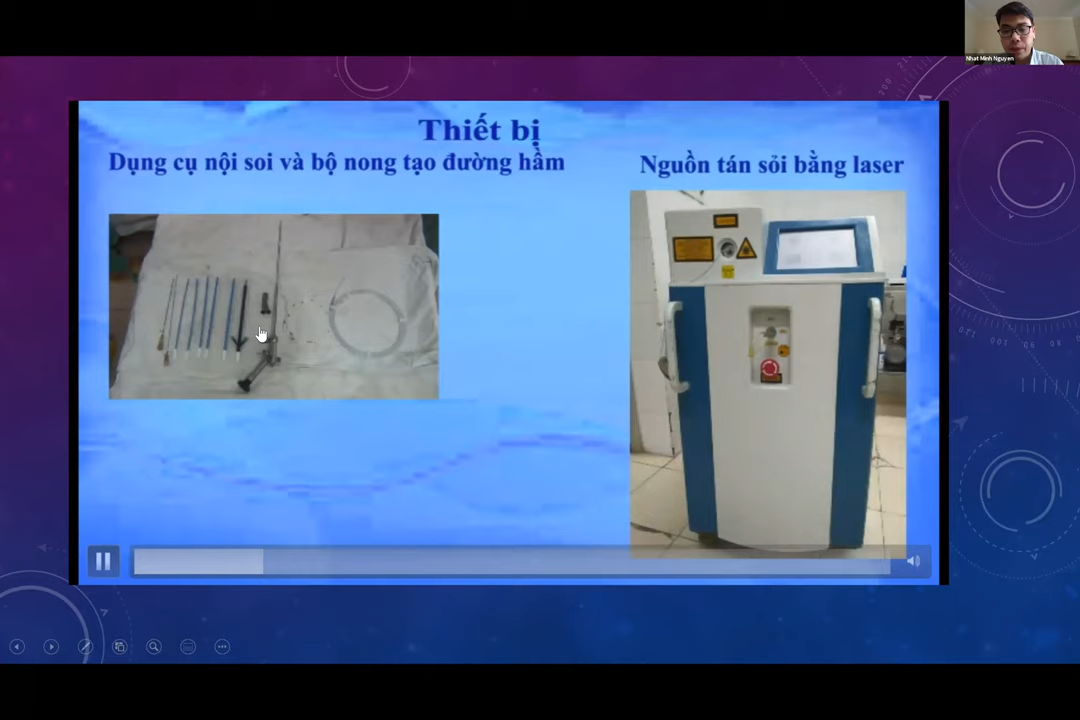 Nhat Minh Nguyen
Thiết bị
Dụng cụ nội soi và bộ nong tạo đường hầm
Nguồn tán sỏi bằng laser